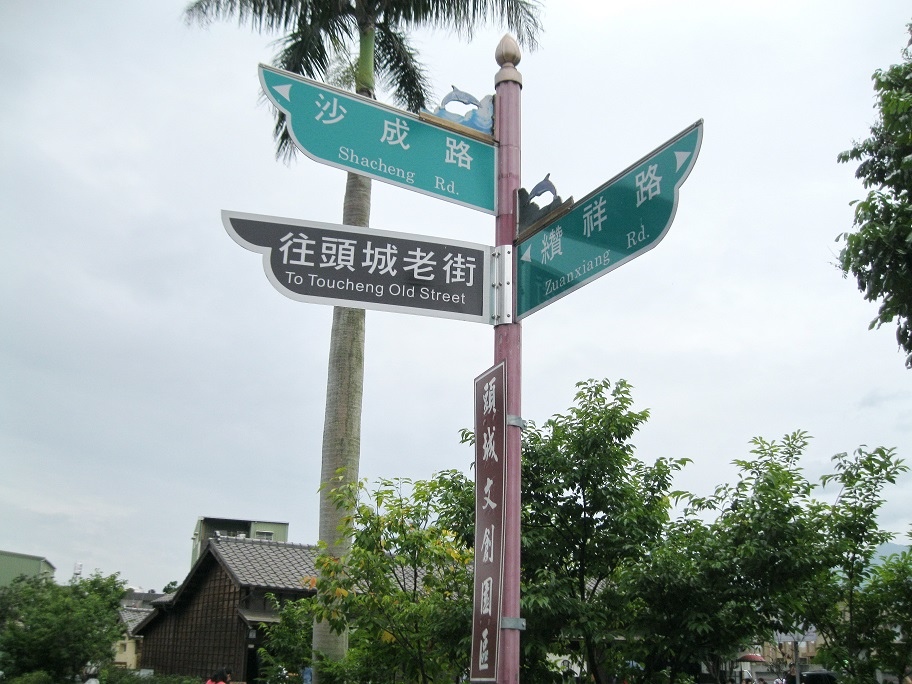 沙成路
Shacheng Rd.
纘祥路
Zuanxiang Rd.
往頭城老街
To Toucheng Old Street
頭城文創園區